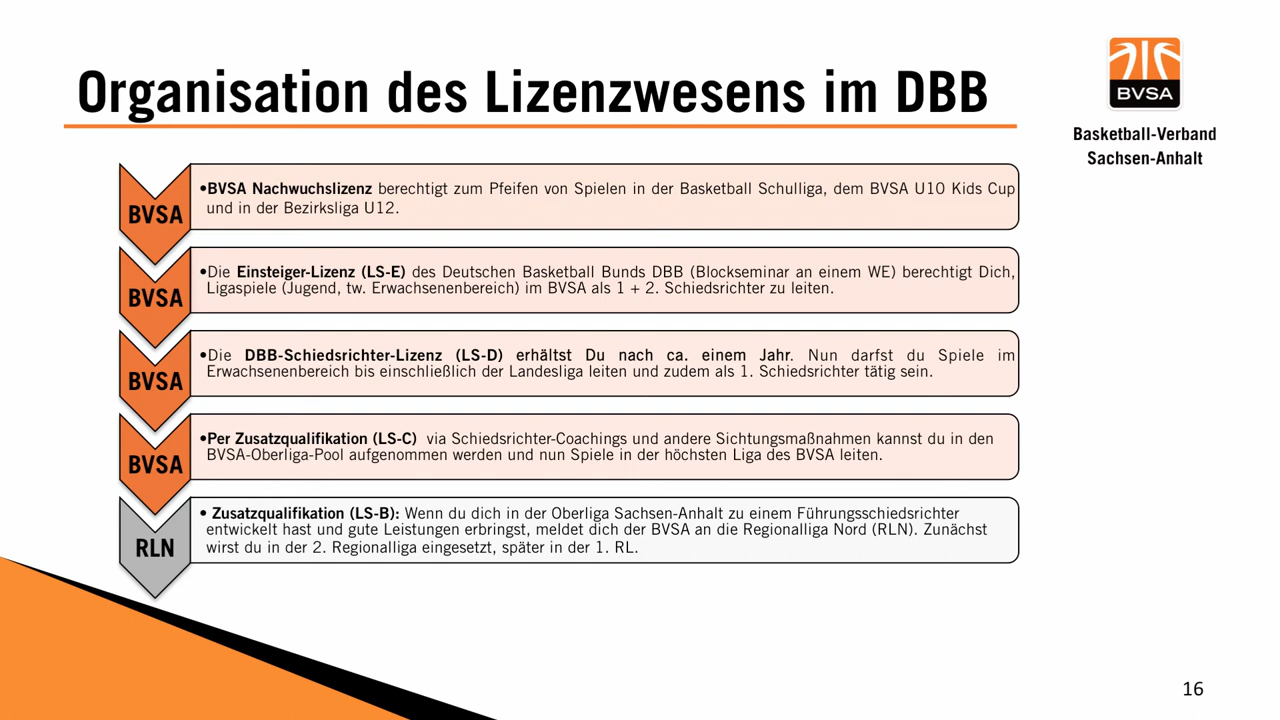 Organisation des Lizenzwesens im DBB
BVSA
Basketball-Verband
Sachsen-Anhalt
BVSA
•BVSA Nachwuchslizenz berechtigt zum Pfeifen von Spielen in der Basketball Schulliga, dem BVSA U10 Kids Cup
und in der Bezirksliga U12.
BVSA
•Die Einsteiger-Lizenz (LS-E) des Deutschen Basketball Bunds DBB (Blockseminar an einem WE) berechtigt Dich,
Ligaspiele (Jugend, tw. Erwachsenenbereich) im BVSA als 1 + 2. Schiedsrichter zu leiten.
BVSA
•Die DBB-Schiedsrichter-Lizenz (LS-D) erhältst Du nach ca. einem Jahr. Nun darfst du Spiele im
Erwachsenenbereich bis einschließlich der Landesliga leiten und zudem als 1. Schiedsrichter tätig sein.
BVSA
•Per Zusatzqualifikation (LS-C) via Schiedsrichter-Coachings und andere Sichtungsmaßnahmen kannst du in den
BVSA-Oberliga-Pool aufgenommen werden und nun Spiele in der höchsten Liga des BVSA leiten.
RLN
• Zusatzqualifikation (LS-B): Wenn du dich in der Oberliga Sachsen-Anhalt zu einem Führungsschiedsrichter
entwickelt hast und gute Leistungen erbringst, meldet dich der BVSA an die Regionalliga Nord (RLN). Zunächst
wirst du in der 2. Regionalliga eingesetzt, später in der 1. RL.
16